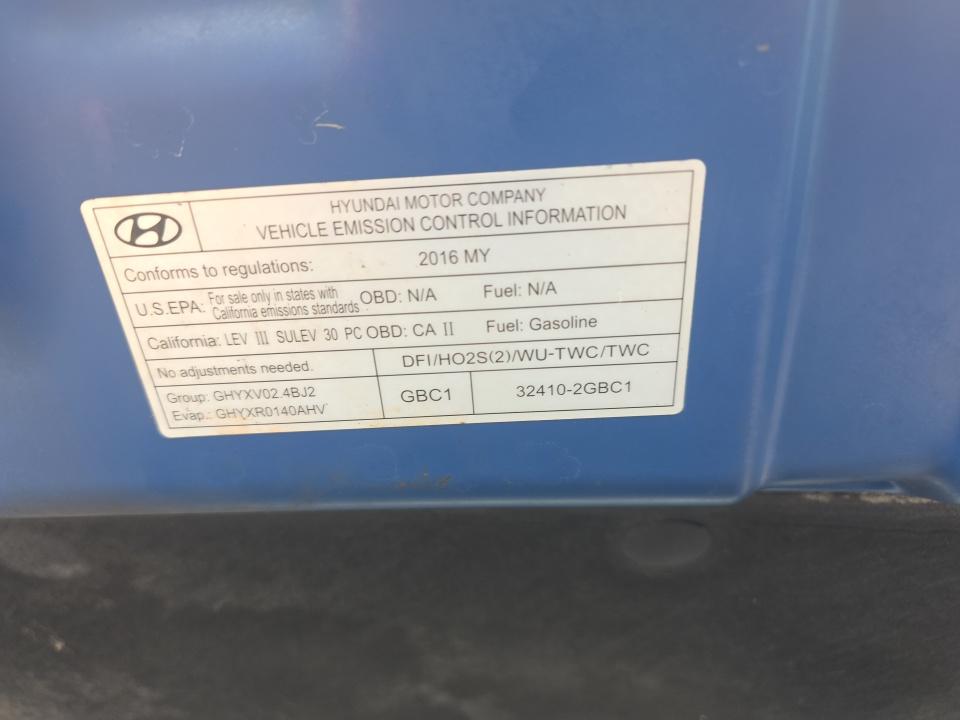 HYUNDAI MOTOR COMPANY
VEHICLE EMISSION CONTROL INFORMATION
Conforms to regulations: 2016 MY
U.S.EPA: For sale only in states with California emissions standards OBD: N/A Fuel: N/A
California: LEV III SULEV 30 PC OBD: CA II Fuel: Gasoline
No adjustments needed. DFI/HO2S(2)/WU-TWC/TWC
Group: GHYXV02.4BJ2
Evap.: GHYXR0140AHV
GBC1 32410-2GBC1